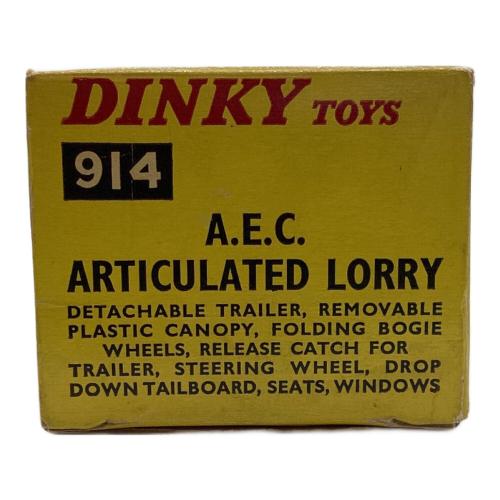 DINKY TOYS
914
A.E.C.
ARTICULATED LORRY
DETACHABLE TRAILER, REMOVABLE
PLASTIC CANOPY, FOLDING BOGIE
WHEELS, RELEASE CATCH FOR
TRAILER, STEERING WHEEL, DROP
DOWN TAILBOARD, SEATS, WINDOWS